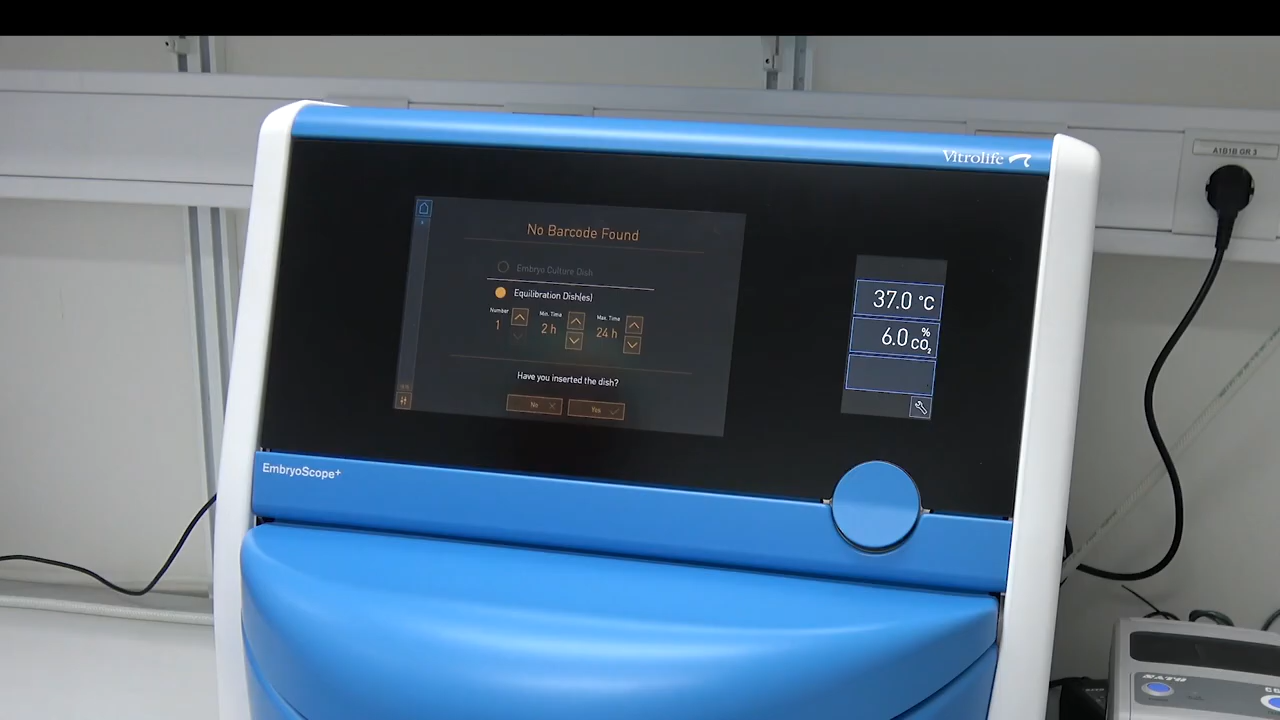 A1B1B GR 3
Vitrolife
No Barcode Found
Embryo Culture Dish
Equilibration Dish(es)
Number
Min. Time
Max. Time
1
2 h
24 h
Have you inserted the dish?
No
Yes
37.0 °C
6.0 % CO₂
EmbryoScope+
SATO